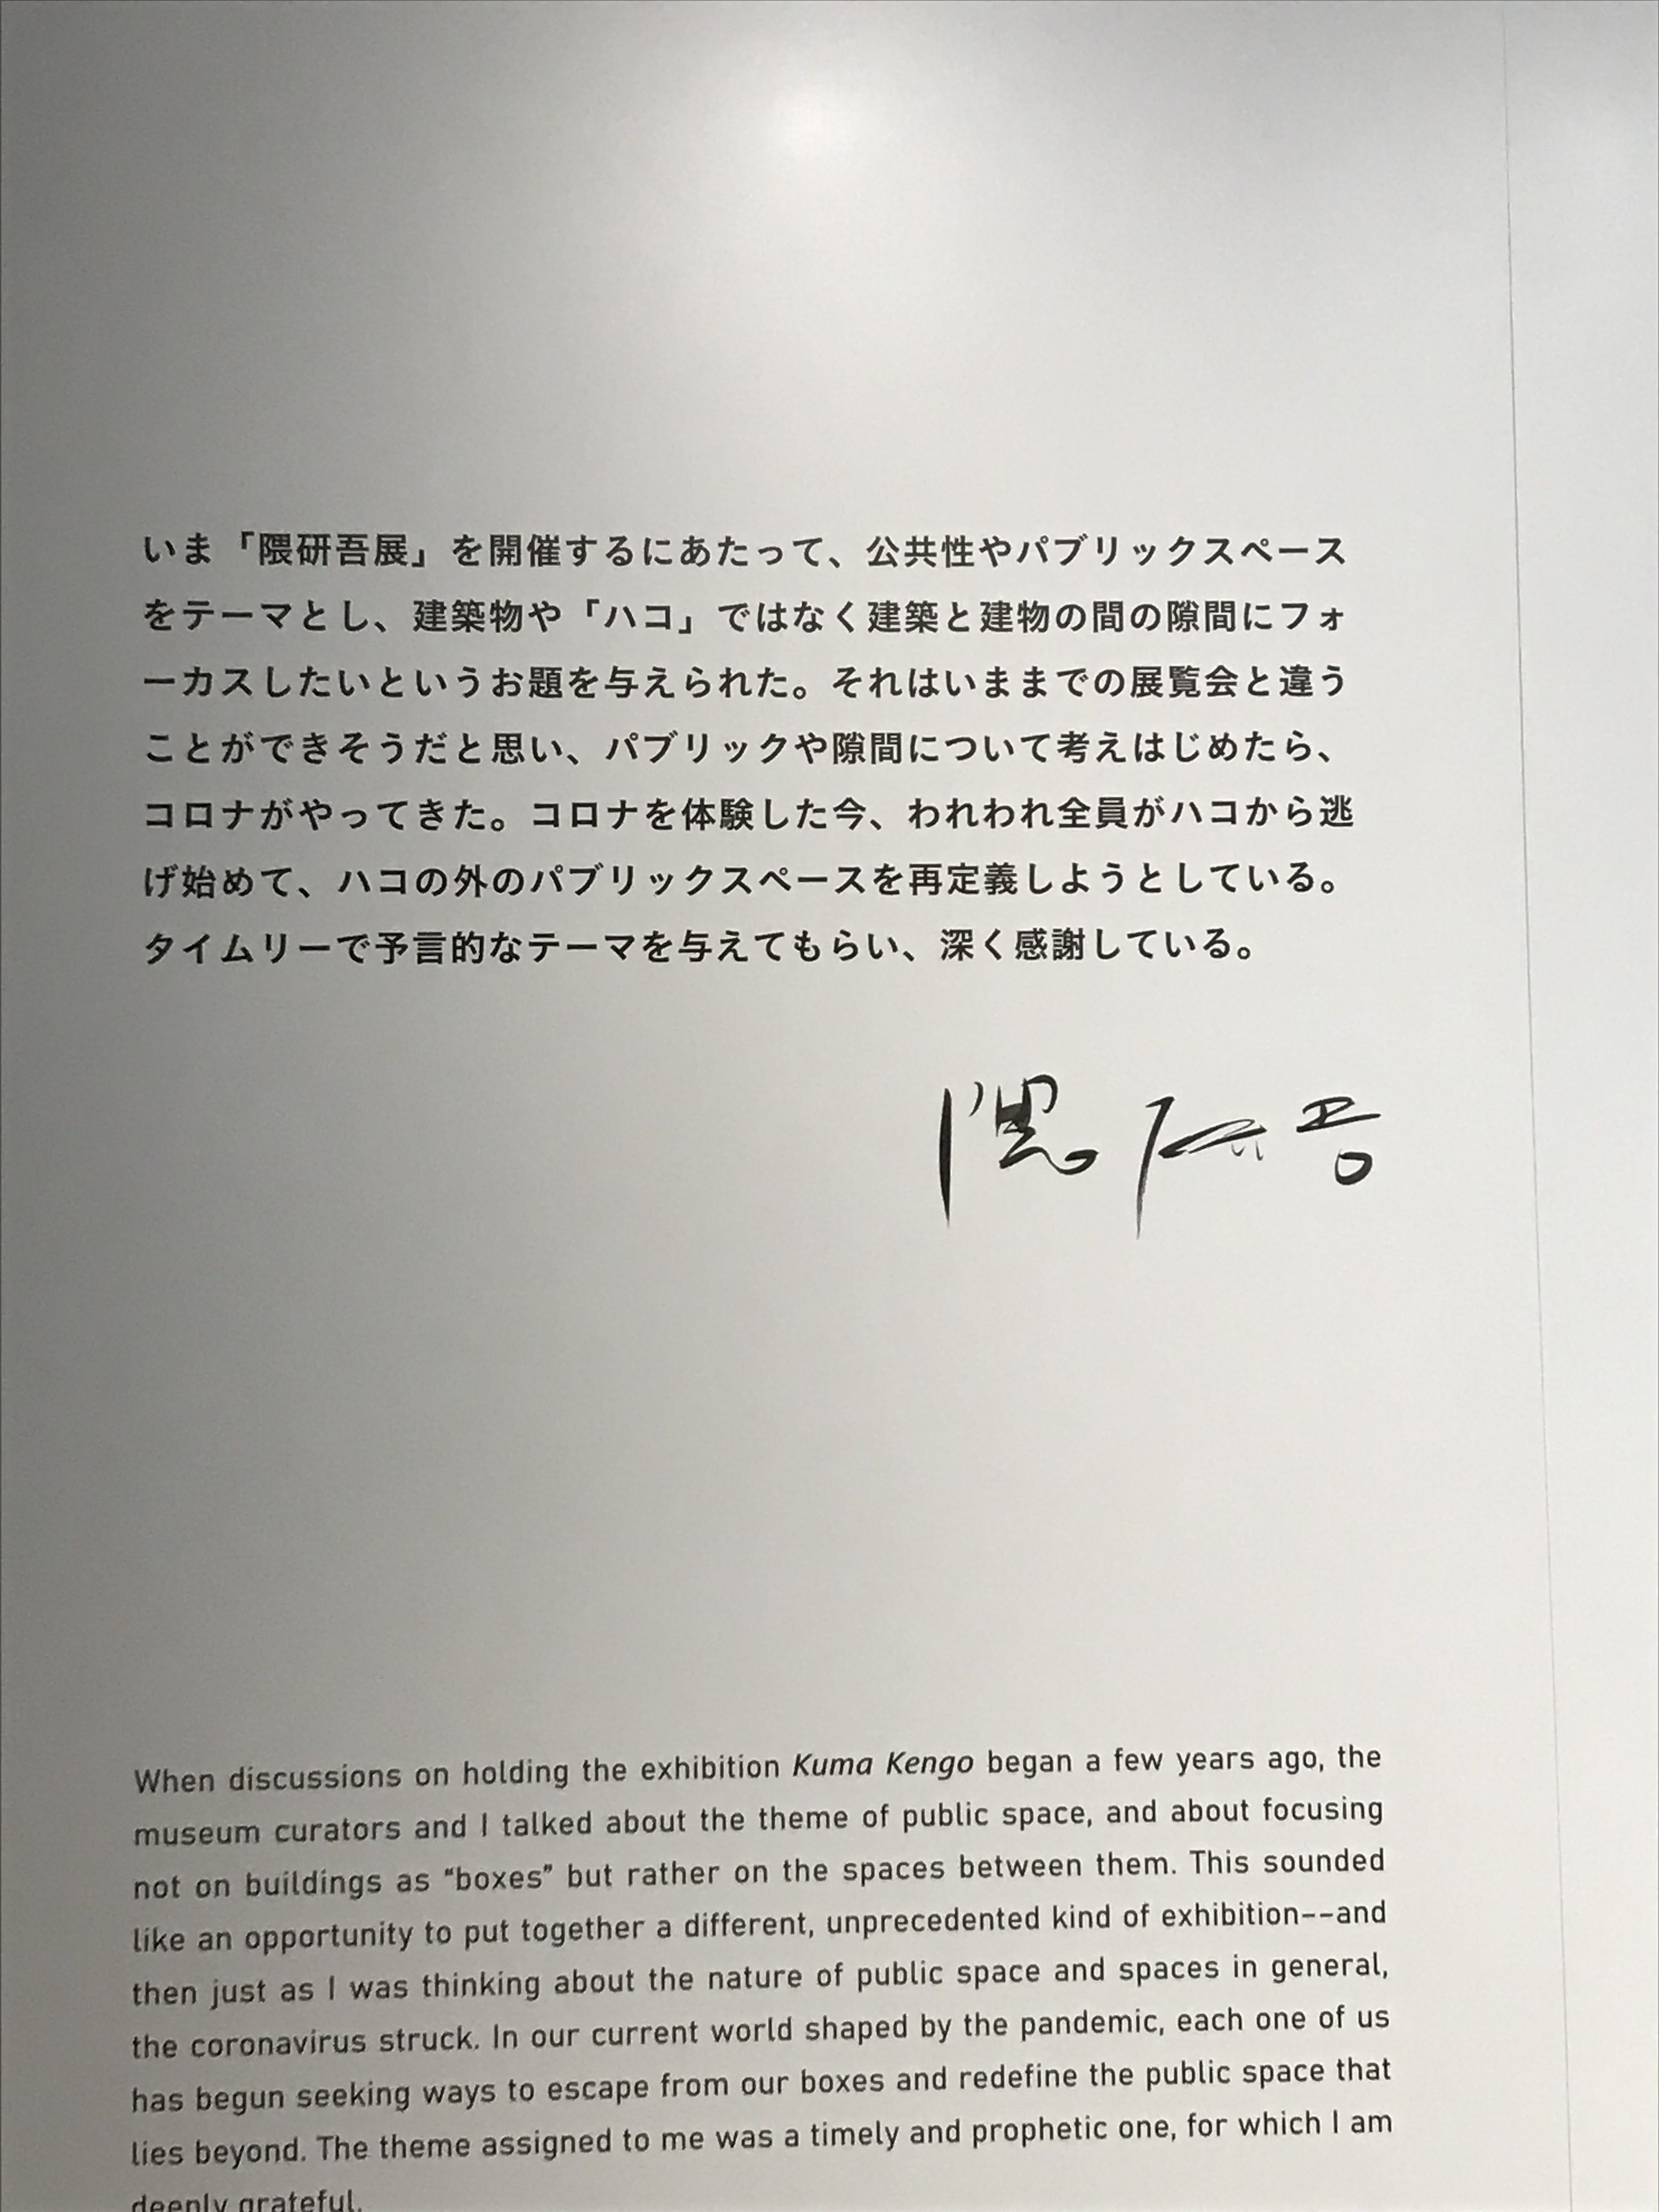 いま「隈研吾展」を開催するにあたって、公共性やパブリックスペース
をテーマとし、建築物や「ハコ」ではなく建築と建物の間の隙間にフォ
ーカスしたいというお題を与えられた。それはいままでの展覧会と違う
ことができそうだと思い、パブリックや隙間について考えはじめたら、
コロナがやってきた。コロナを体験した今、われわれ全員がハコから逃
げ始めて、ハコの外のパブリックスペースを再定義しようとしている。
タイムリーで予言的なテーマを与えてもらい、深く感謝している。
隈研吾
When discussions on holding the exhibition Kuma Kengo began a few years ago, the
museum curators and I talked about the theme of public space, and about focusing
not on buildings as “boxes” but rather on the spaces between them. This sounded
like an opportunity to put together a different, unprecedented kind of exhibition--and
then just as I was thinking about the nature of public space and spaces in general,
the coronavirus struck. In our current world shaped by the pandemic, each one of us
has begun seeking ways to escape from our boxes and redefine the public space that
lies beyond. The theme assigned to me was a timely and prophetic one, for which I am
deeply grateful.